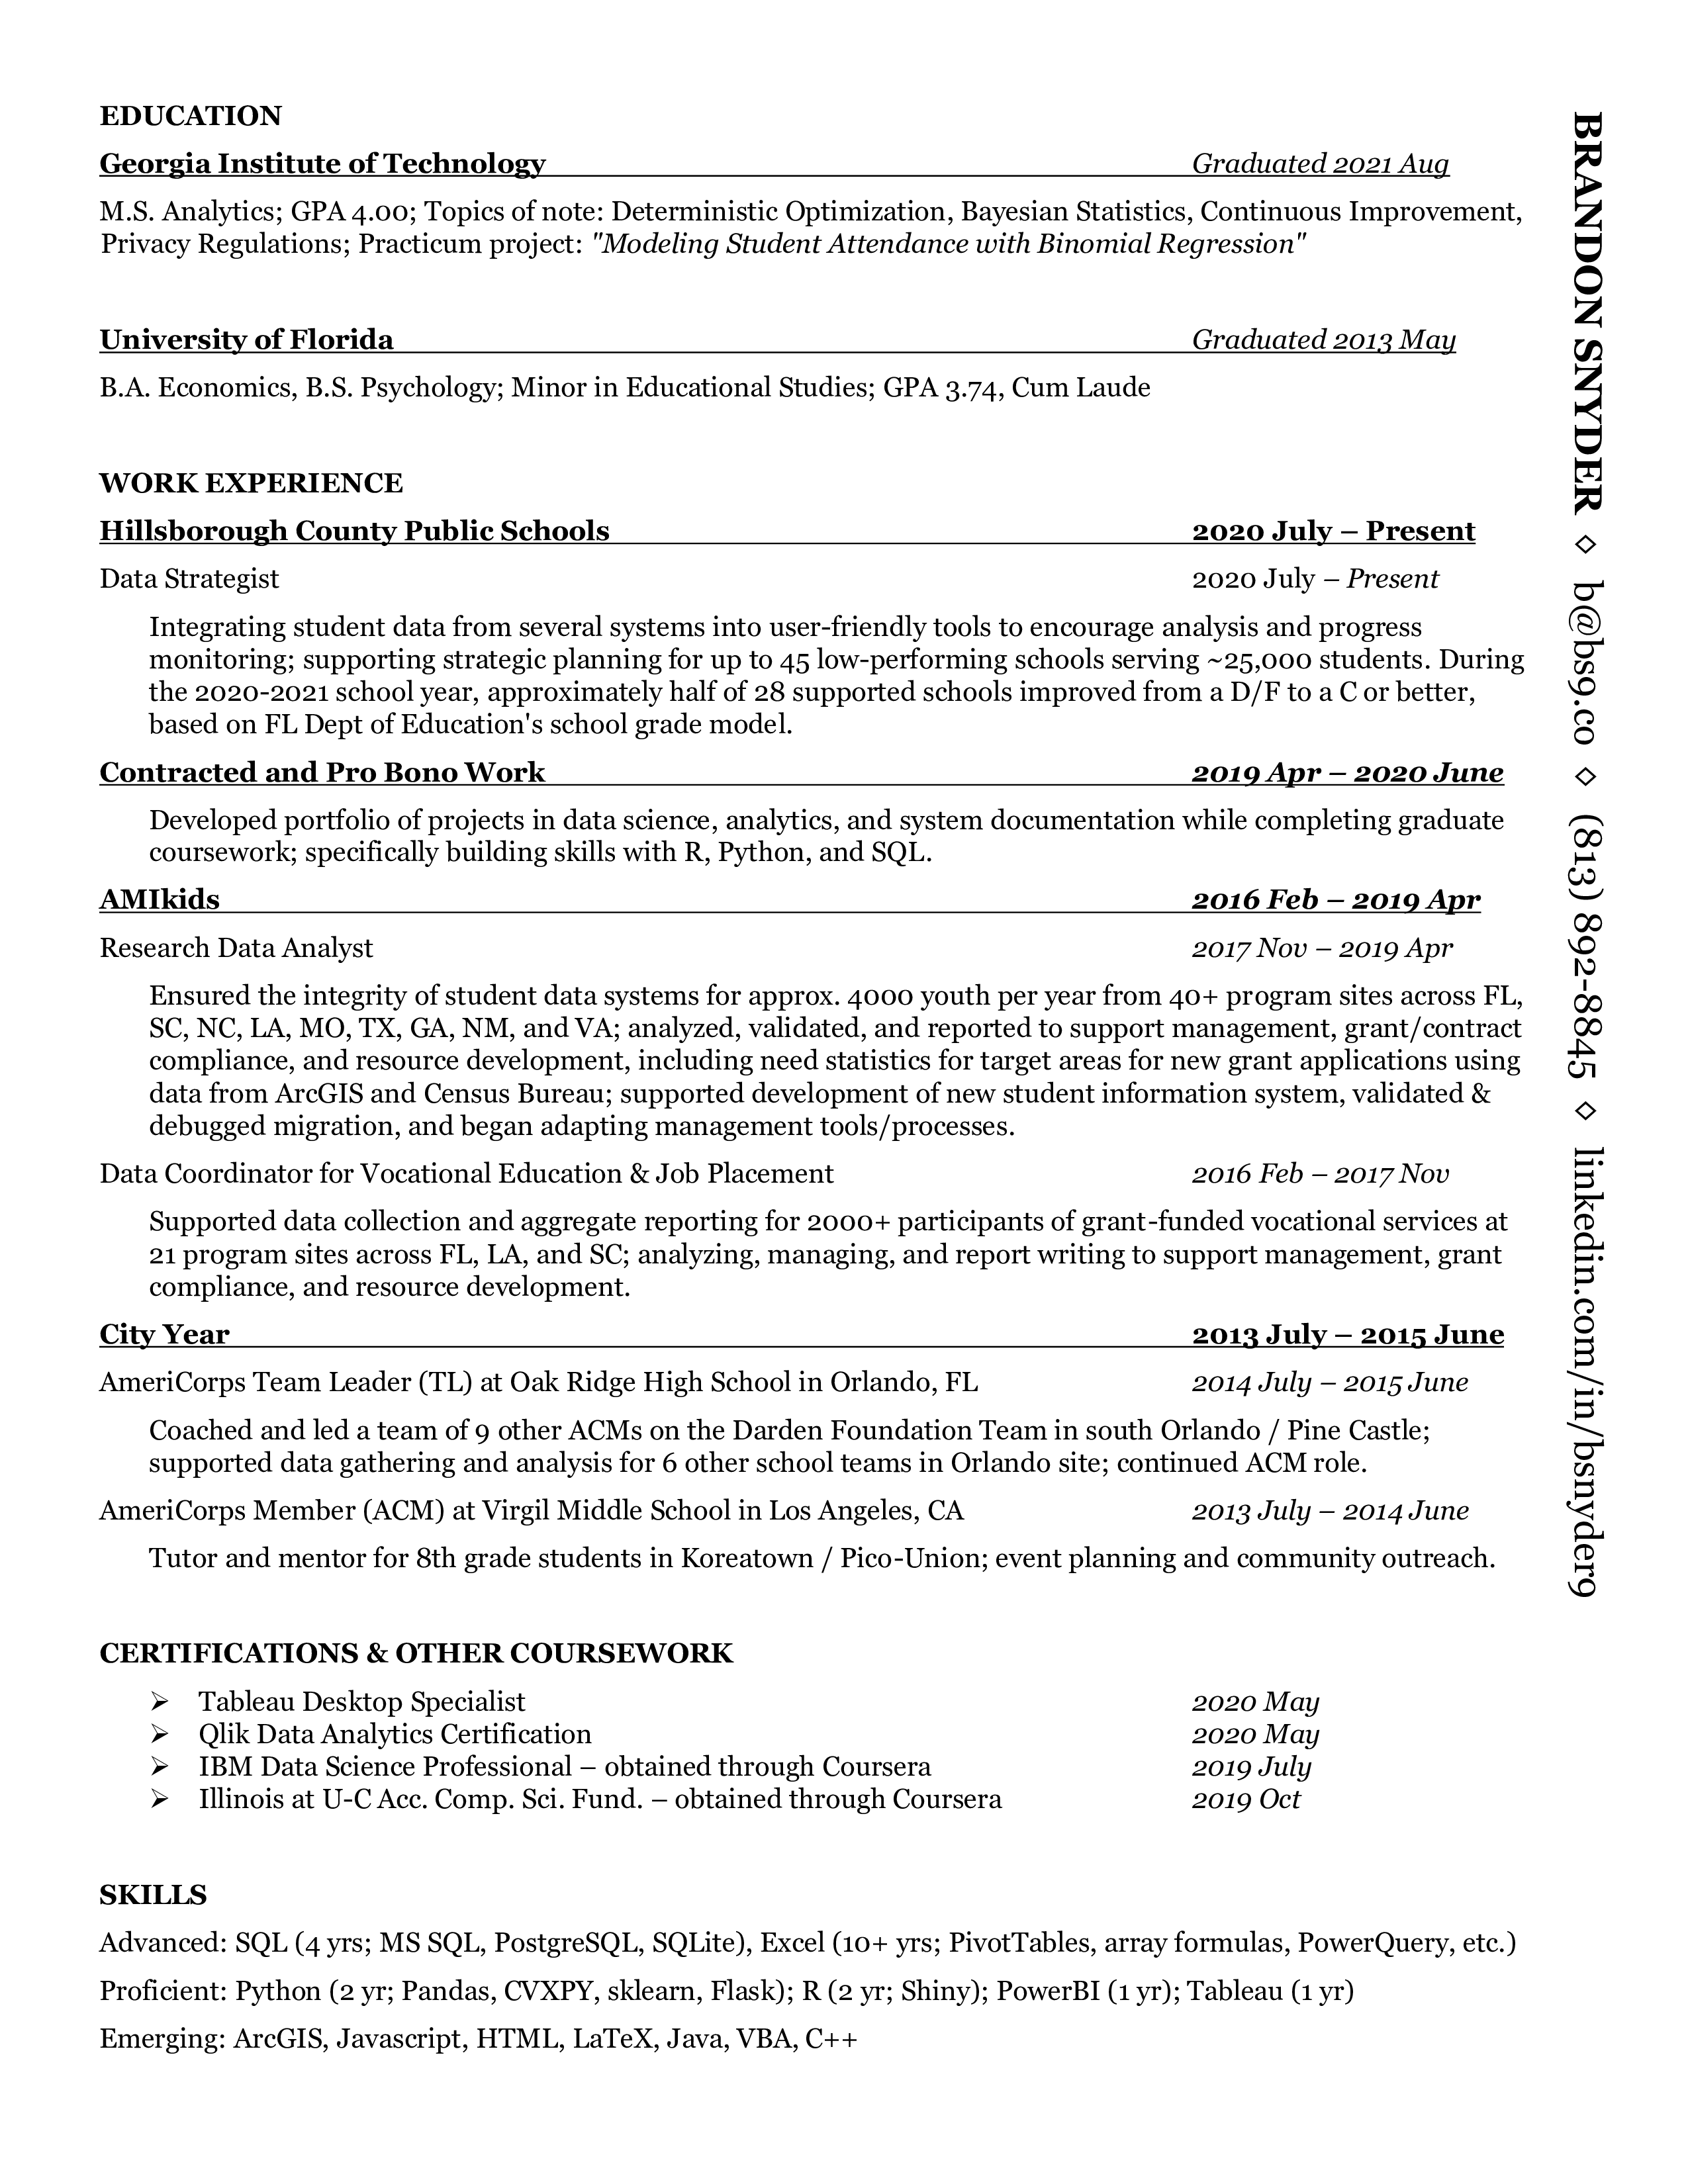 EDUCATION
Georgia Institute of Technology Graduated 2021 Aug
M.S. Analytics; GPA 4.00; Topics of note: Deterministic Optimization, Bayesian Statistics, Continuous Improvement,
Privacy Regulations; Practicum project: "Modeling Student Attendance with Binomial Regression"
University of Florida Graduated 2013 May
B.A. Economics, B.S. Psychology; Minor in Educational Studies; GPA 3.74, Cum Laude
WORK EXPERIENCE
Hillsborough County Public Schools 2020 July – Present
Data Strategist 2020 July – Present
Integrating student data from several systems into user-friendly tools to encourage analysis and progress
monitoring; supporting strategic planning for up to 45 low-performing schools serving ~25,000 students. During
the 2020-2021 school year, approximately half of 28 supported schools improved from a D/F to a C or better,
based on FL Dept of Education's school grade model.
Contracted and Pro Bono Work 2019 Apr – 2020 June
Developed portfolio of projects in data science, analytics, and system documentation while completing graduate
coursework; specifically building skills with R, Python, and SQL.
AMIkids 2016 Feb – 2019 Apr
Research Data Analyst 2017 Nov – 2019 Apr
Ensured the integrity of student data systems for approx. 4000 youth per year from 40+ program sites across FL,
SC, NC, LA, MO, TX, GA, NM, and VA; analyzed, validated, and reported to support management, grant/contract
compliance, and resource development, including need statistics for target areas for new grant applications using
data from ArcGIS and Census Bureau; supported development of new student information system, validated &
debugged migration, and began adapting management tools/processes.
Data Coordinator for Vocational Education & Job Placement 2016 Feb – 2017 Nov
Supported data collection and aggregate reporting for 2000+ participants of grant-funded vocational services at
21 program sites across FL, LA, and SC; analyzing, managing, and report writing to support management, grant
compliance, and resource development.
City Year 2013 July – 2015 June
AmeriCorps Team Leader (TL) at Oak Ridge High School in Orlando, FL 2014 July – 2015 June
Coached and led a team of 9 other ACMs on the Darden Foundation Team in south Orlando / Pine Castle;
supported data gathering and analysis for 6 other school teams in Orlando site; continued ACM role.
AmeriCorps Member (ACM) at Virgil Middle School in Los Angeles, CA 2013 July – 2014 June
Tutor and mentor for 8th grade students in Koreatown / Pico-Union; event planning and community outreach.
CERTIFICATIONS & OTHER COURSEWORK
➢ Tableau Desktop Specialist 2020 May
➢ Qlik Data Analytics Certification 2020 May
➢ IBM Data Science Professional – obtained through Coursera 2019 July
➢ Illinois at U-C Acc. Comp. Sci. Fund. – obtained through Coursera 2019 Oct
SKILLS
Advanced: SQL (4 yrs; MS SQL, PostgreSQL, SQLite), Excel (10+ yrs; PivotTables, array formulas, PowerQuery, etc.)
Proficient: Python (2 yr; Pandas, CVXPY, sklearn, Flask); R (2 yr; Shiny); PowerBI (1 yr); Tableau (1 yr)
Emerging: ArcGIS, Javascript, HTML, LaTeX, Java, VBA, C++
BRANDON SNYDER ◇ b@bs9.co ◇ (813) 892-8845 ◇ linkedin.com/in/bsnyder9